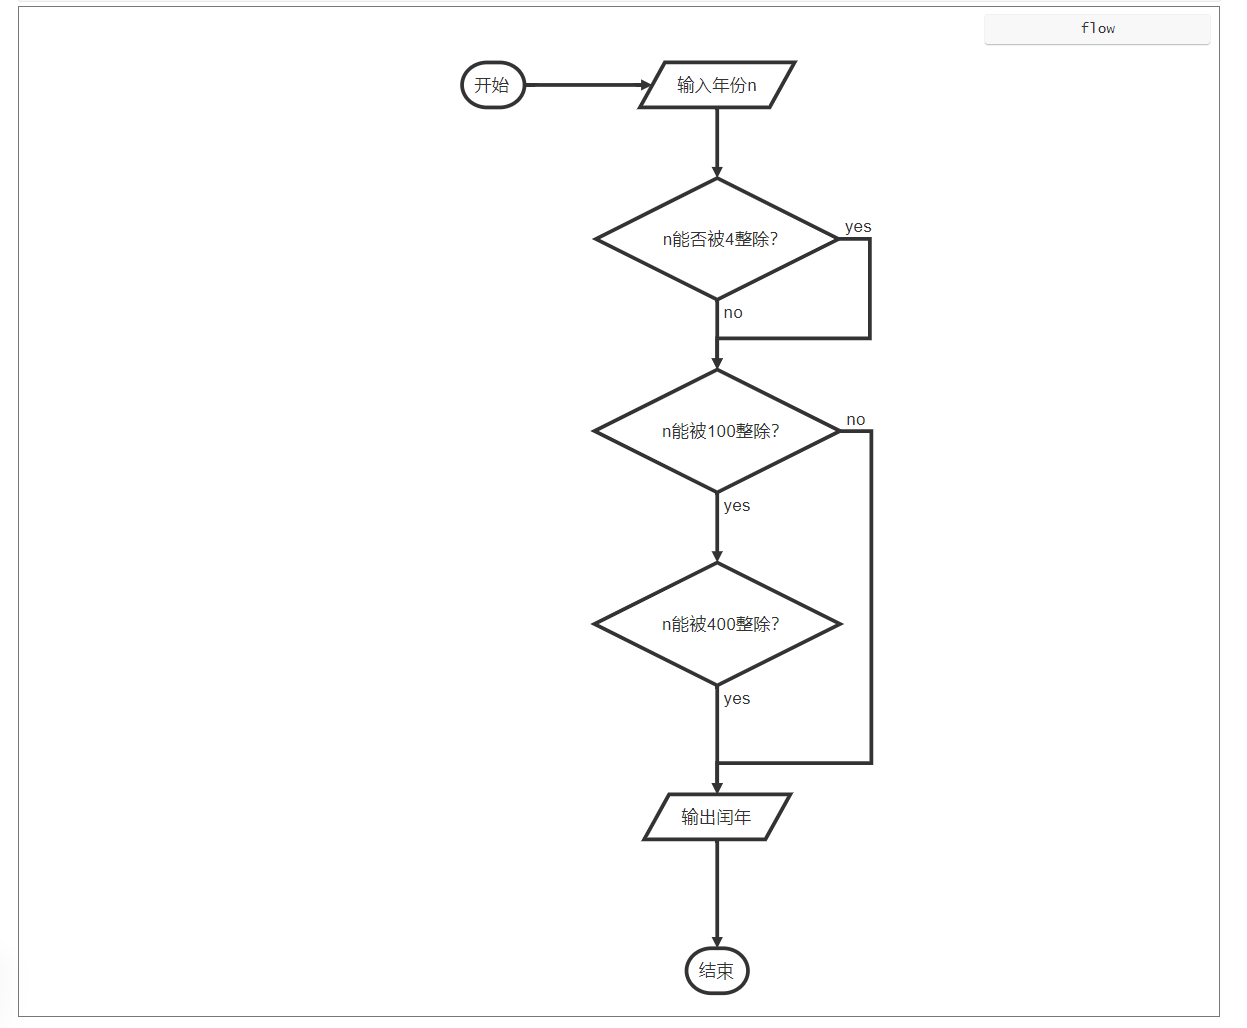 flow
开始
输入年份n
n能否被4整除？
yes
no
n能被100整除？
no
yes
n能被400整除？
yes
输出闰年
结束